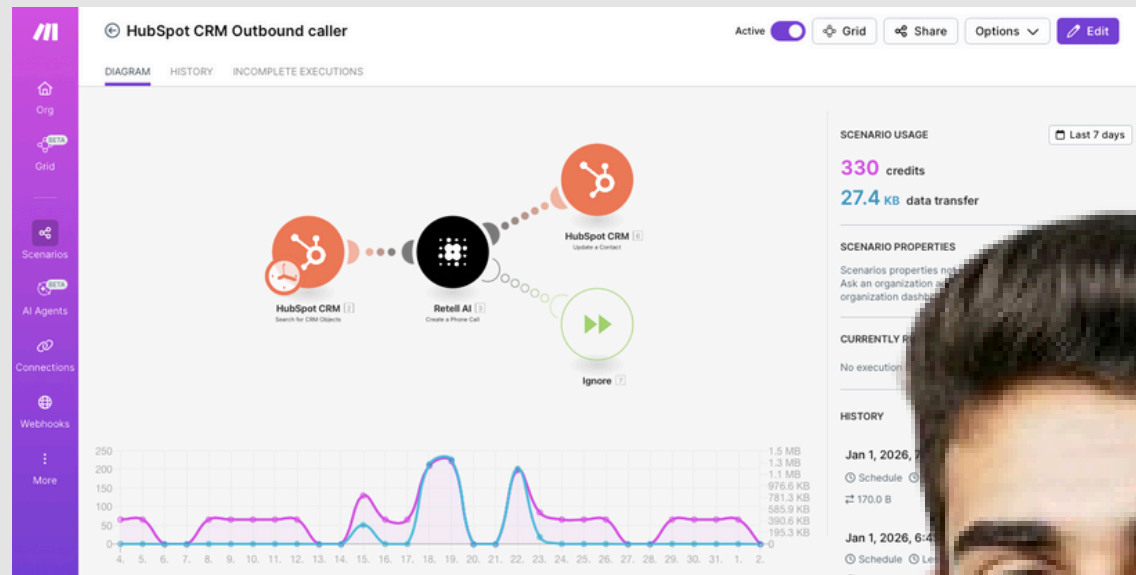 HubSpot CRM Outbound caller
Active
Grid
Share
Options
Edit
DIAGRAM
HISTORY
INCOMPLETE EXECUTIONS
Org
BETA
Grid
Scenarios
BETA
AI Agents
Connections
Webhooks
More
HubSpot CRM
Search for CRM Objects
Retell AI
Create a Phone Call
HubSpot CRM 6
Update a Contact
Ignore 7
SCENARIO USAGE
Last 7 days
330 credits
27.4 KB data transfer
SCENARIO PROPERTIES
Scenarios properties not
Ask an organization
organization
CURRENTLY
No execution
HISTORY
Jan 1, 2026,
Schedule
170.0 B
Jan 1, 2026,
Schedule
250
200
150
100
50
0
1.5 MB
1.3 MB
1.1 MB
976.6 KB
781.3 KB
585.9 KB
390.6 KB
195.3 KB
0
4. 5. 6. 7. 8. 9. 10. 11. 12. 13. 14. 15. 16. 17. 18. 19. 20. 21. 22. 23. 24. 25. 26. 27. 28. 29. 30. 31. 1. 2.